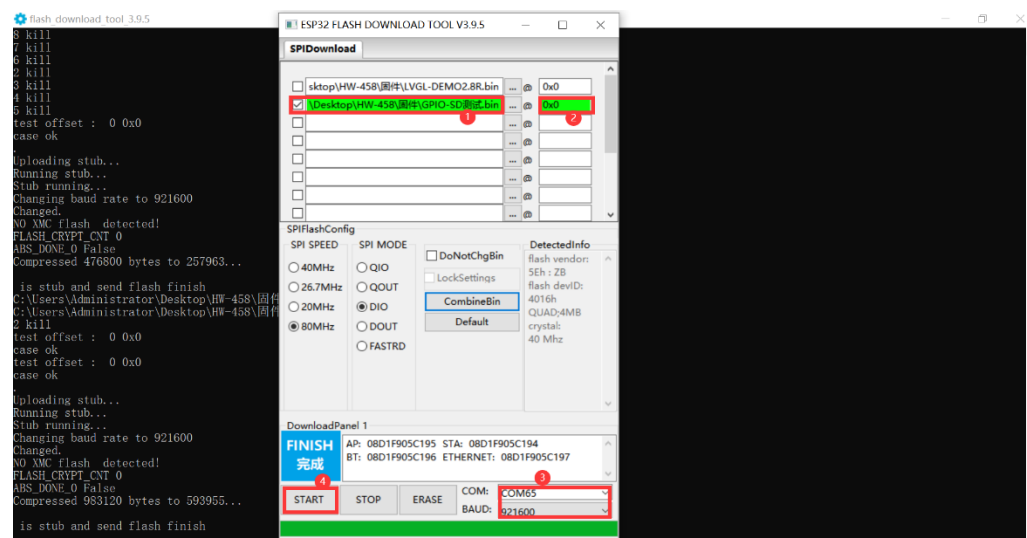 flash_download_tool_3.9.5
8 kill
7 kill
6 kill
2 kill
3 kill
4 kill
5 kill
test offset :  0 0x0
case ok
.
Uploading stub...
Running stub...
Stub running...
Changing baud rate to 921600
Changed.
NO XMC flash  detected!
FLASH_CRYPT_CNT 0
ABS_DONE_0 False
Compressed 476800 bytes to 257963...
is stub and send flash finish
C:\Users\Administrator\Desktop\HW-458\固件
C:\Users\Administrator\Desktop\HW-458\固件
2 kill
test offset :  0 0x0
case ok
test offset :  0 0x0
case ok
.
Uploading stub...
Running stub...
Stub running...
Changing baud rate to 921600
Changed.
NO XMC flash  detected!
FLASH_CRYPT_CNT 0
ABS_DONE_0 False
Compressed 983120 bytes to 593955...
is stub and send flash finish
ESP32 FLASH DOWNLOAD TOOL V3.9.5
SPIDownload
sktop\HW-458\固件\LVGL-DEMO2.8R.bin ... @ 0x0
\Desktop\HW-458\固件\GPIO-SD测试.bin ... @ 0x0
1 2
... @
... @
... @
... @
... @
... @
SPIFlashConfig
SPI SPEED
40MHz
26.7MHz
20MHz
80MHz
SPI MODE
QIO
QOUT
DIO
DOUT
FASTRD
DoNotChgBin
LockSettings
CombineBin
Default
DetectedInfo
flash vendor:
5Eh : ZB
flash devID:
4016h
QUAD;4MB
crystal:
40 Mhz
DownloadPanel 1
FINISH
完成
AP: 08D1F905C195 STA: 08D1F905C194
BT: 08D1F905C196 ETHERNET: 08D1F905C197
4 3
START STOP ERASE
COM: COM65
BAUD: 921600